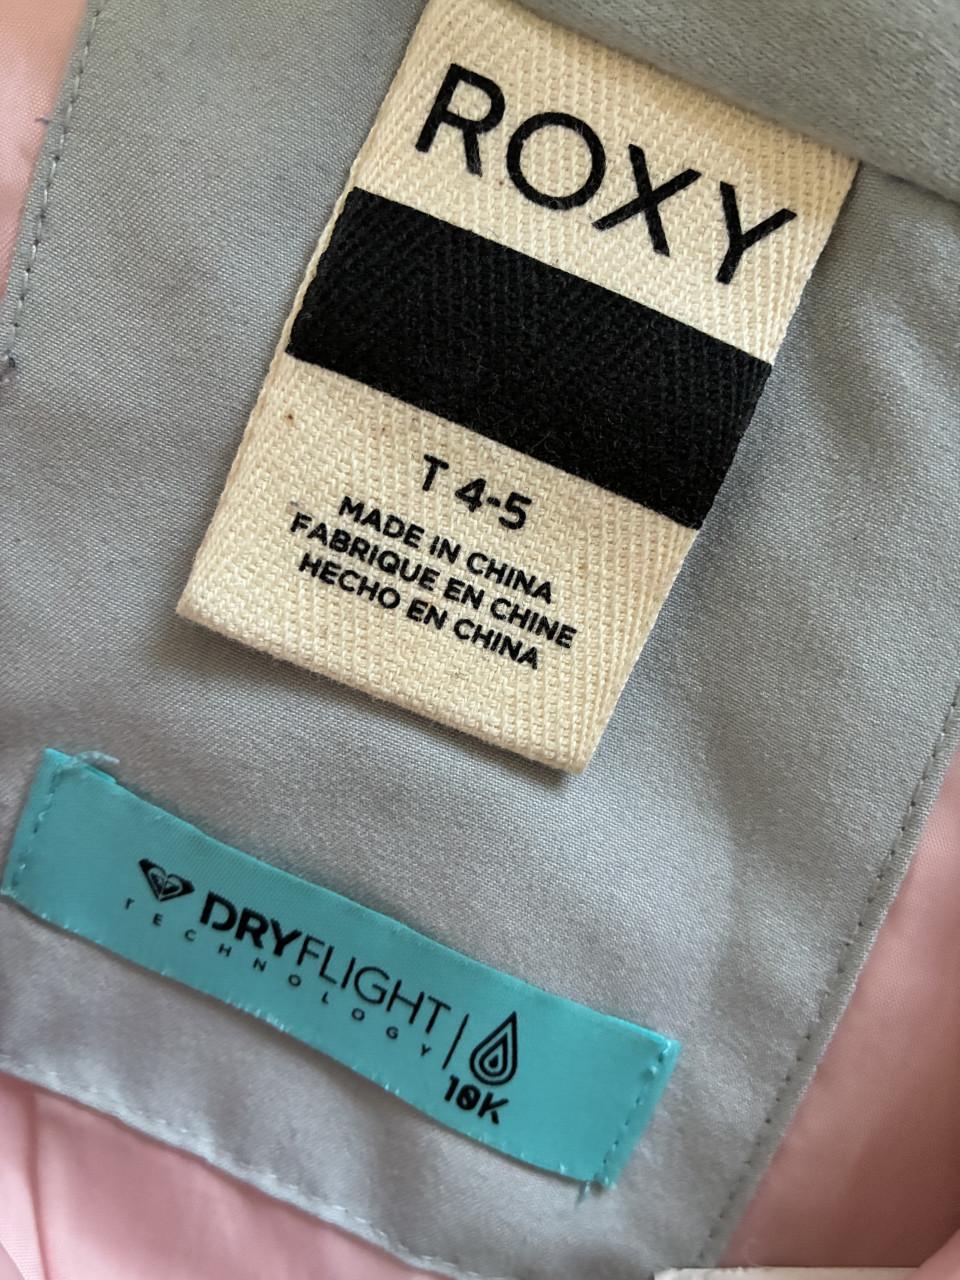 ROXY
T 4-5
MADE IN CHINA
FABRIQUE EN CHINE
HECHO EN CHINA
DRYFLIGHT
TECHNOLOGY
10K